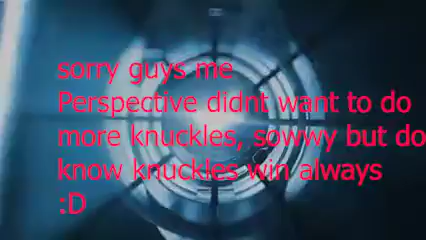 sorry guys me
Perspective didnt want to do
more knuckles, sowwy but do
know knuckles win always
:D